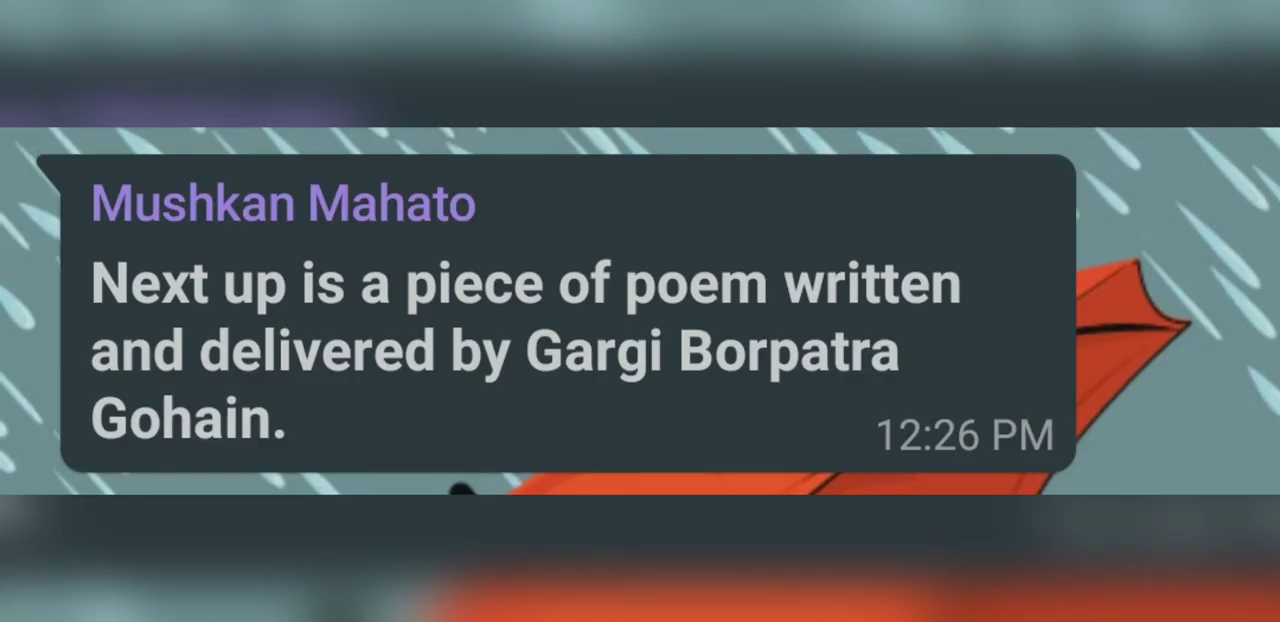 Mushkan Mahato
Next up is a piece of poem written
and delivered by Gargi Borpatra
Gohain.
12:26 PM